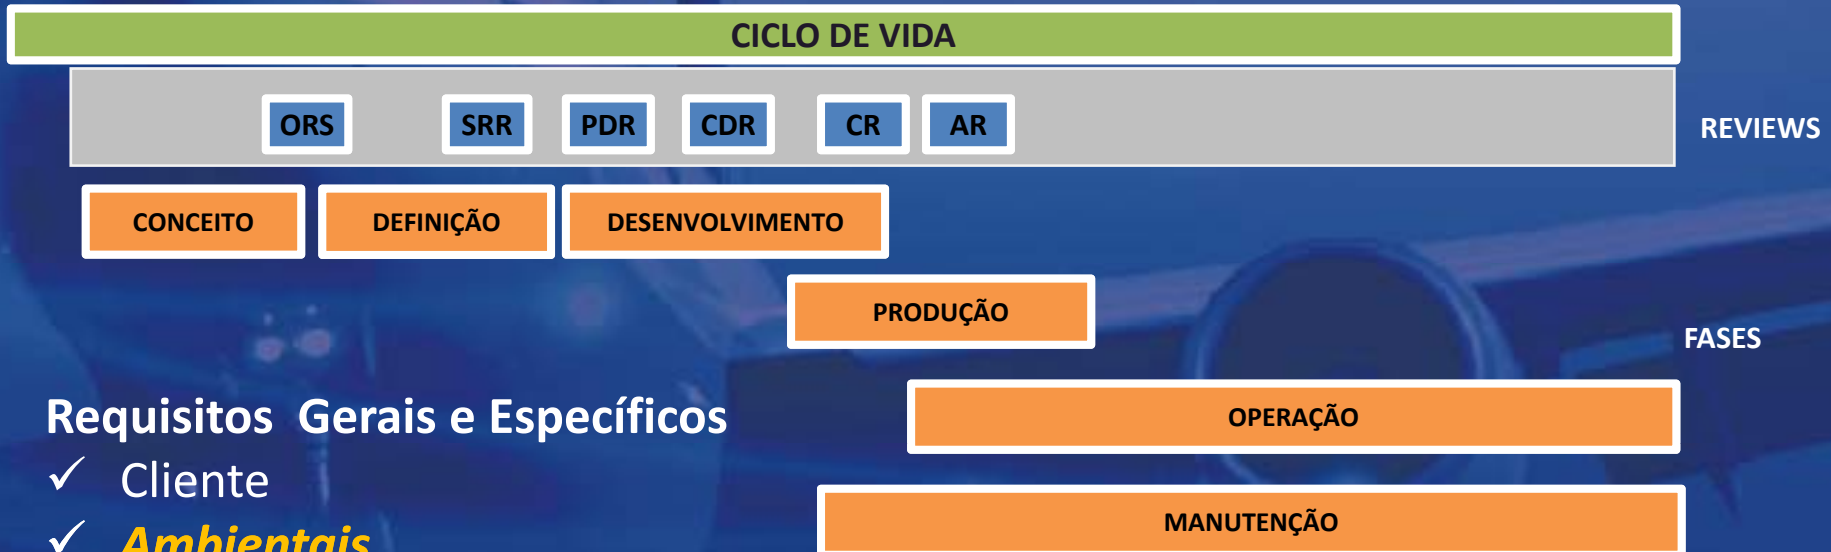 CICLO DE VIDA
ORS SRR PDR CDR CR AR
REVIEWS
CONCEITO DEFINIÇÃO DESENVOLVIMENTO
PRODUÇÃO
FASES
Requisitos Gerais e Específicos
OPERAÇÃO
✓ Cliente
MANUTENÇÃO
✓ Ambientais